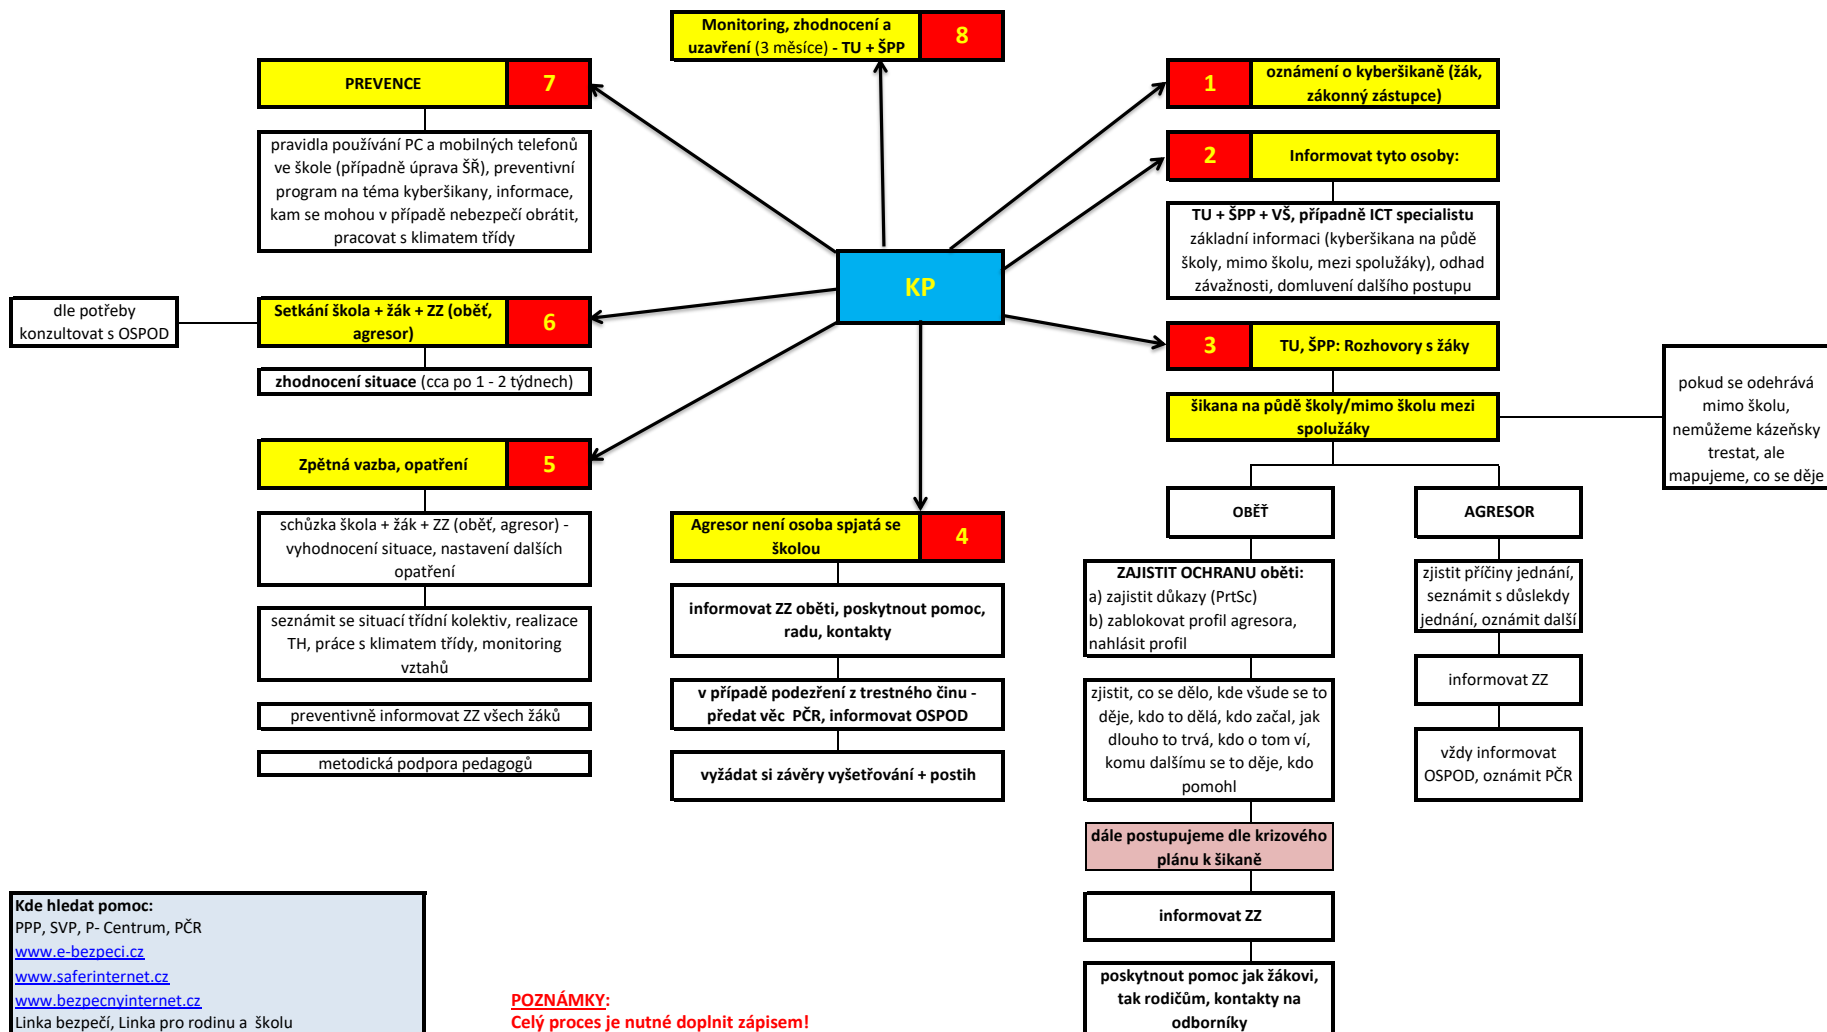 Monitoring, zhodnocení a
uzavření (3 měsíce) - TU + ŠPP
8
PREVENCE
7
pravidla používání PC a mobilných telefonů
ve škole (případně úprava ŠŘ), preventivní
program na téma kyberšikany, informace,
kam se mohou v případě nebezpečí obrátit,
pracovat s klimatem třídy
1
oznámení o kyberšikaně (žák,
zákonný zástupce)
2
Informovat tyto osoby:
TU + ŠPP + VŠ, případně ICT specialistu
základní informaci (kyberšikana na půdě
školy, mimo školu, mezi spolužáky), odhad
závažnosti, domluvení dalšího postupu
KP
dle potřeby
konzultovat s OSPOD
Setkání škola + žák + ZZ (oběť,
agresor)
6
zhodnocení situace (cca po 1 - 2 týdnech)
3
TU, ŠPP: Rozhovory s žáky
šikana na půdě školy/mimo školu mezi
spolužáky
pokud se odehrává
mimo školu,
nemůžeme kázeňsky
trestat, ale
mapujeme, co se děje
Zpětná vazba, opatření
5
schůzka škola + žák + ZZ (oběť, agresor) -
vyhodnocení situace, nastavení dalších
opatření
seznámit se situací třídní kolektiv, realizace
TH, práce s klimatem třídy, monitoring
vztahů
preventivně informovat ZZ všech žáků
metodická podpora pedagogů
Agresor není osoba spjatá se
školou
4
informovat ZZ oběti, poskytnout pomoc,
radu, kontakty
v případě podezření z trestného činu -
předat věc PČR, informovat OSPOD
vyžádat si závěry vyšetřování + postih
OBĚŤ
ZAJISTIT OCHRANU oběti:
a) zajistit důkazy (PrtSc)
b) zablokovat profil agresora,
nahlásit profil
zjistit, co se dělo, kde všude se to
děje, kdo to dělá, kdo začal, jak
dlouho to trvá, kdo o tom ví,
komu dalšímu se to děje, kdo
pomohl
dále postupujeme dle krizového
plánu k šikaně
informovat ZZ
poskytnout pomoc jak žákovi,
tak rodičům, kontakty na
odborníky
AGRESOR
zjistit příčiny jednání,
seznámit s důslekdy
jednání, oznámit další
informovat ZZ
vždy informovat
OSPOD, oznámit PČR
Kde hledat pomoc:
PPP, SVP, P- Centrum, PČR
www.e-bezpeci.cz
www.saferinternet.cz
www.bezpecnyinternet.cz
Linka bezpečí, Linka pro rodinu a školu
POZNÁMKY:
Celý proces je nutné doplnit zápisem!